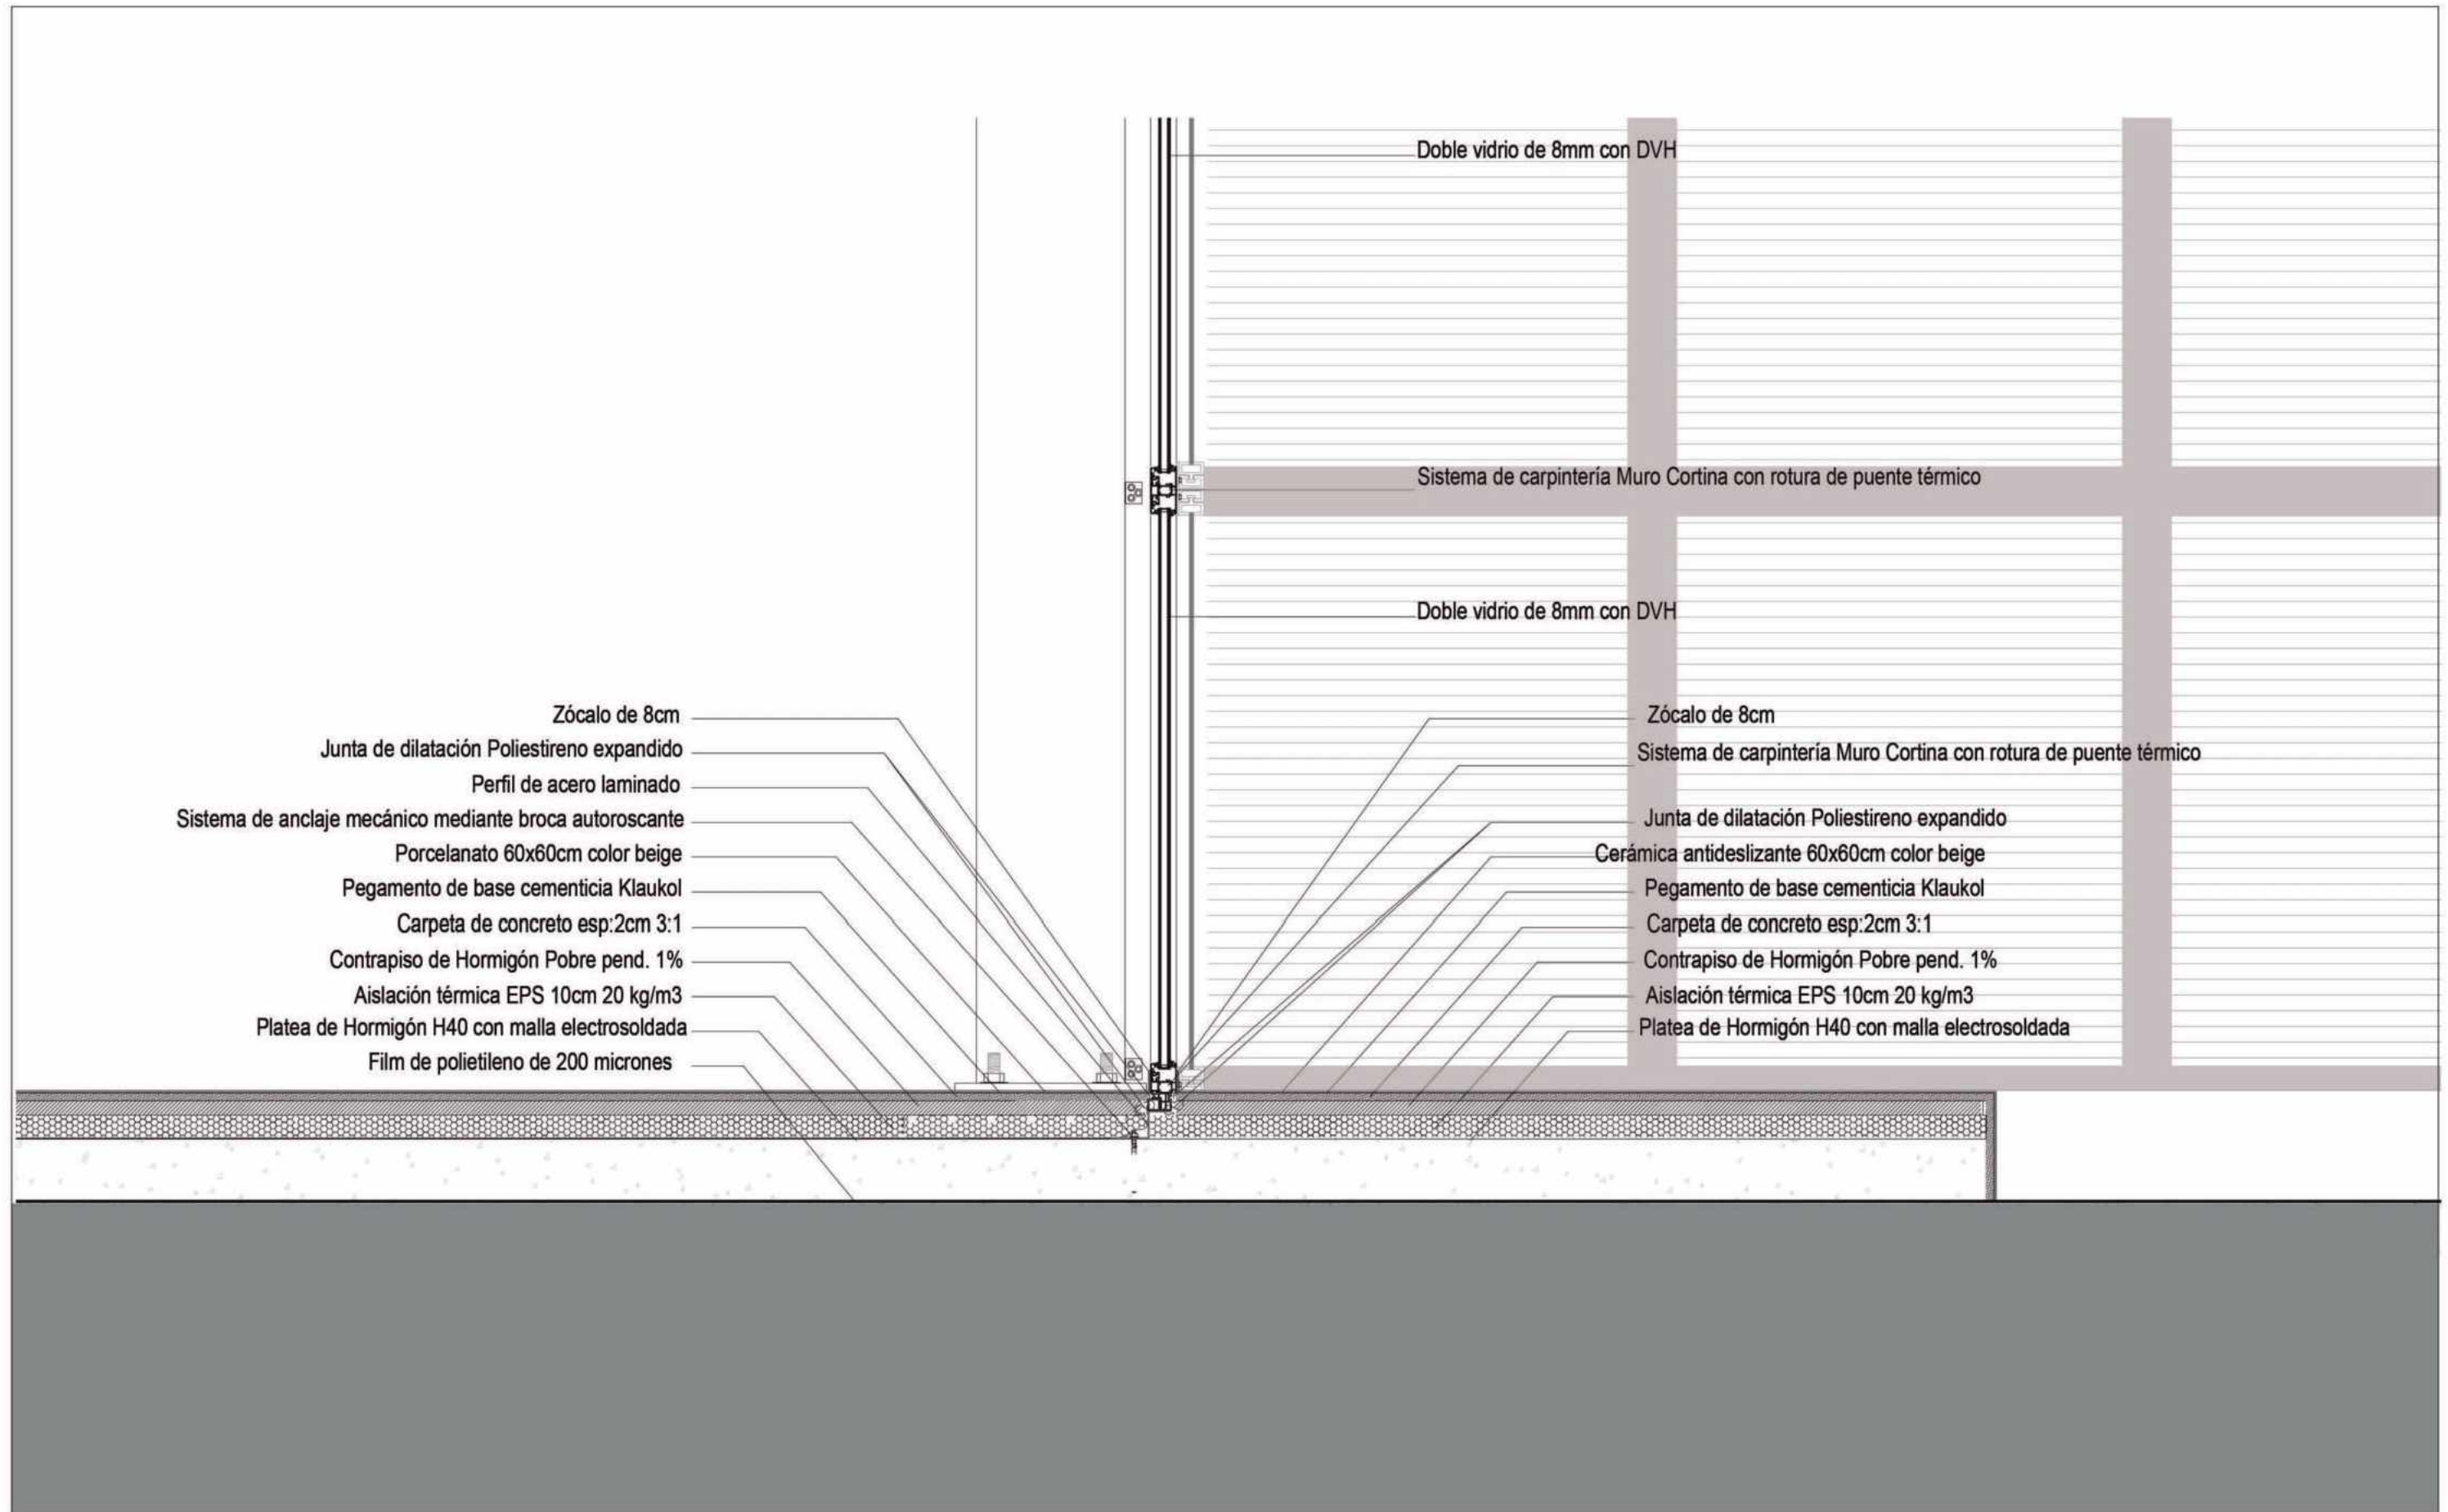 Doble vidrio de 8mm con DVH
Sistema de carpintería Muro Cortina con rotura de puente térmico
Doble vidrio de 8mm con DVH
Zócalo de 8cm
Junta de dilatación Poliestireno expandido
Perfil de acero laminado
Sistema de anclaje mecánico mediante broca autoroscante
Porcelanato 60x60cm color beige
Pegamento de base cementicia Klaukol
Carpeta de concreto esp:2cm 3:1
Contrapiso de Hormigón Pobre pend. 1%
Aislación térmica EPS 10cm 20 kg/m3
Platea de Hormigón H40 con malla electrosoldada
Film de polietileno de 200 micrones
Zócalo de 8cm
Sistema de carpintería Muro Cortina con rotura de puente térmico
Junta de dilatación Poliestireno expandido
Cerámica antideslizante 60x60cm color beige
Pegamento de base cementicia Klaukol
Carpeta de concreto esp:2cm 3:1
Contrapiso de Hormigón Pobre pend. 1%
Aislación térmica EPS 10cm 20 kg/m3
Platea de Hormigón H40 con malla electrosoldada